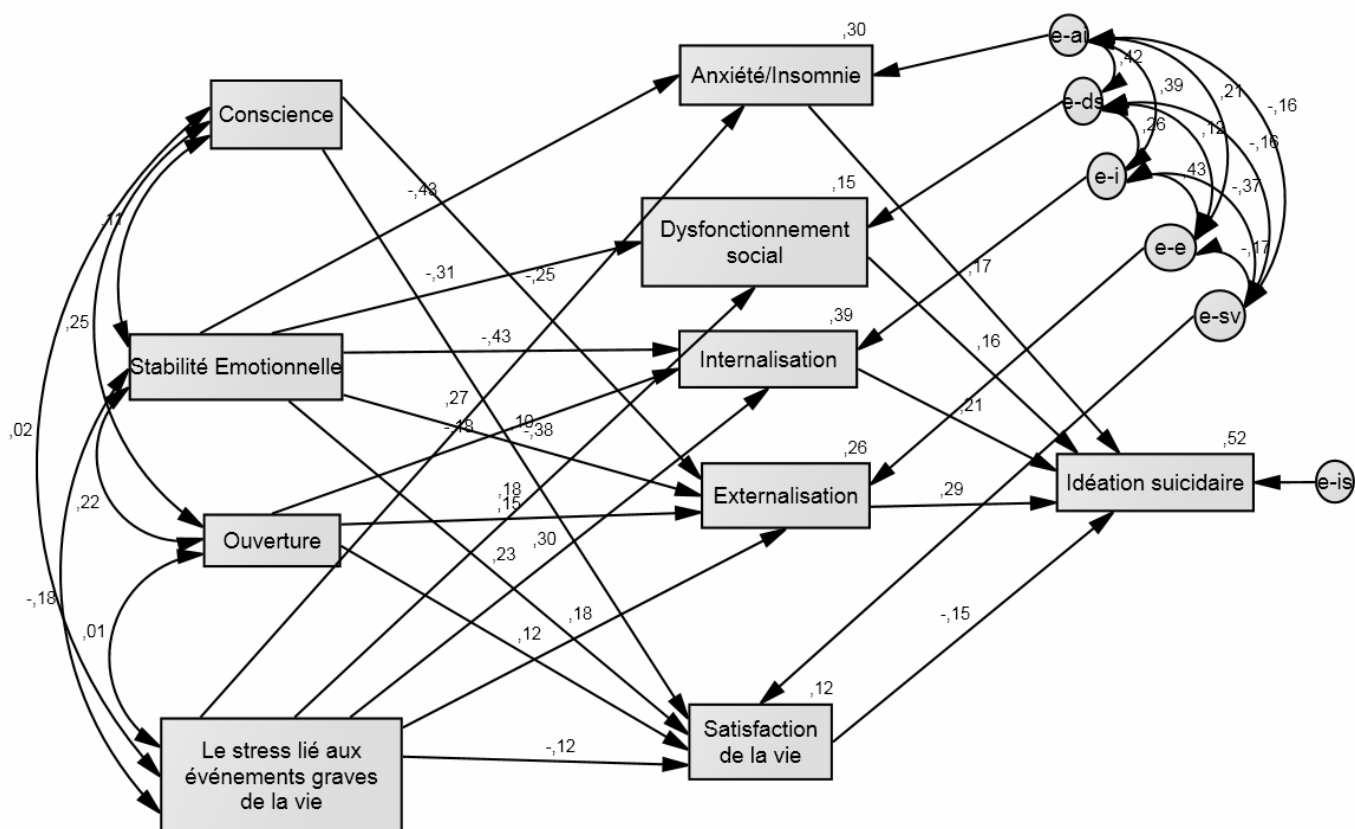 ,30
e-ai
Anxiété/Insomnie
,42
Conscience
e-ds
,39
,21
-,16
,26
,12
-,16
e-i
,43
-,37
-,43
,15
,11
Dysfonctionnement
social
e-e
-,17
-,31
-,25
,17
e-sv
,25
,39
-,43
Internalisation
,16
Stabilité Emotionnelle
,27
,19
-,18
-,38
,21
,02
,52
,26
Idéation suicidaire
e-is
Externalisation
,29
,18
,15
,22
Ouverture
,30
,23
-,18
,01
,18
,12
-,15
,12
Satisfaction
de la vie
-,12
Le stress lié aux
événements graves
de la vie